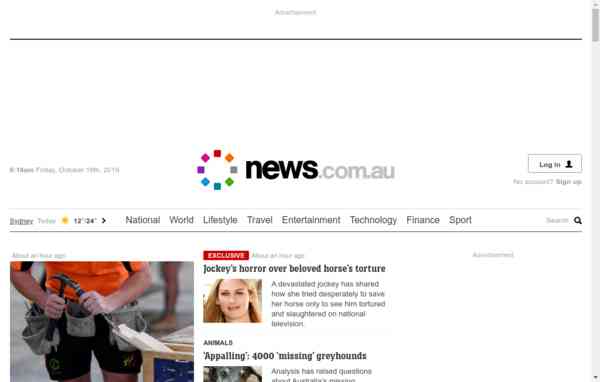 Advertisement
Friday, October 18th, 2019
news.com.au
Log in
No account? Sign up
Sydney Today 12°/24° National World Lifestyle Travel Entertainment Technology Finance Sport Search
About an hour ago
EXCLUSIVE About an hour ago
Advertisement
Jockey's horror over beloved horse's torture
A devastated jockey has shared
how she tried desperately to save
her horse only to see him tortured
and slaughtered on national
television.
ANIMALS
'Appalling': 4000 'missing' greyhounds
Analysis has raised questions
about Australia's missing